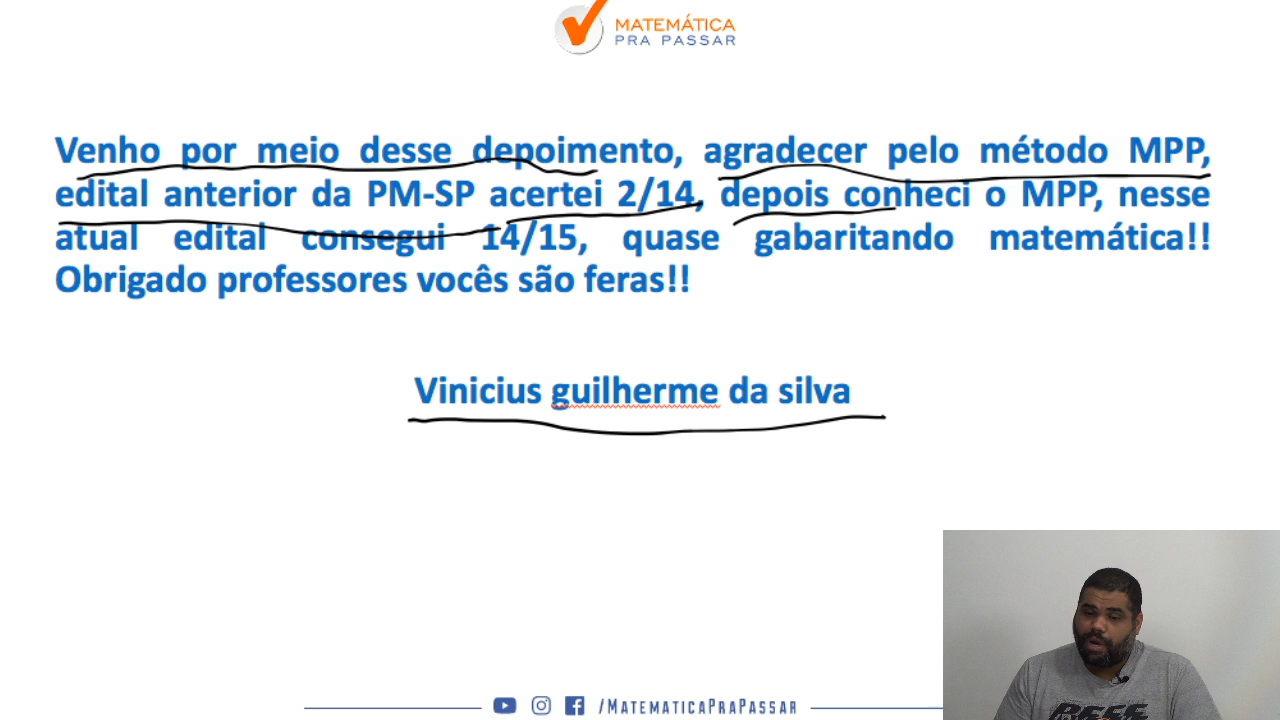 MATEMÁTICA
PRA PASSAR
Venho por meio desse depoimento, agradecer pelo método MPP,
edital anterior da PM-SP acertei 2/14, depois conheci o MPP, nesse
atual edital consegui 14/15, quase gabaritando matemática!!
Obrigado professores vocês são feras!!
Vinicius guilherme da silva
/MATEMATICAPRAPASSAR